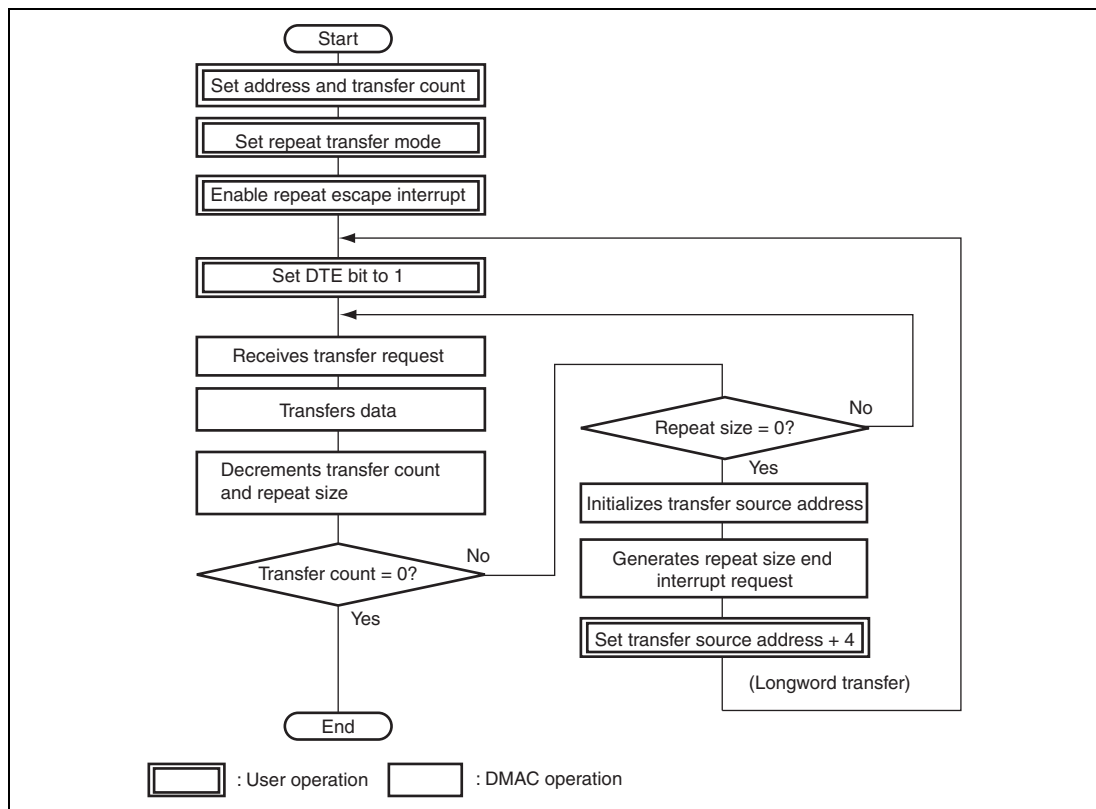 Start
Set address and transfer count
Set repeat transfer mode
Enable repeat escape interrupt
Set DTE bit to 1
Receives transfer request
Transfers data
Decrements transfer count
and repeat size
Transfer count = 0?
No
Yes
End
Repeat size = 0?
No
Yes
Initializes transfer source address
Generates repeat size end
interrupt request
Set transfer source address + 4
(Longword transfer)
: User operation
: DMAC operation